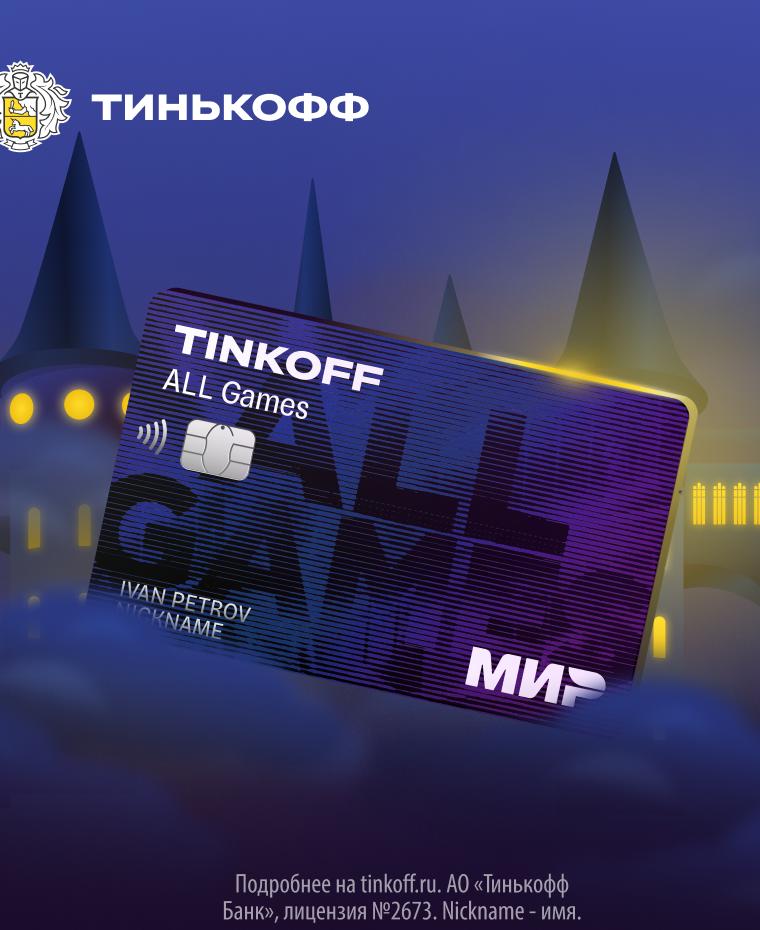 ТИНЬКОФФ
TINKOFF
ALL Games
ALL
GAMES
IVAN PETROV
NICKNAME
МИР
Подробнее на tinkoff.ru. АО «Тинькофф
Банк», лицензия №2673. Nickname - имя.